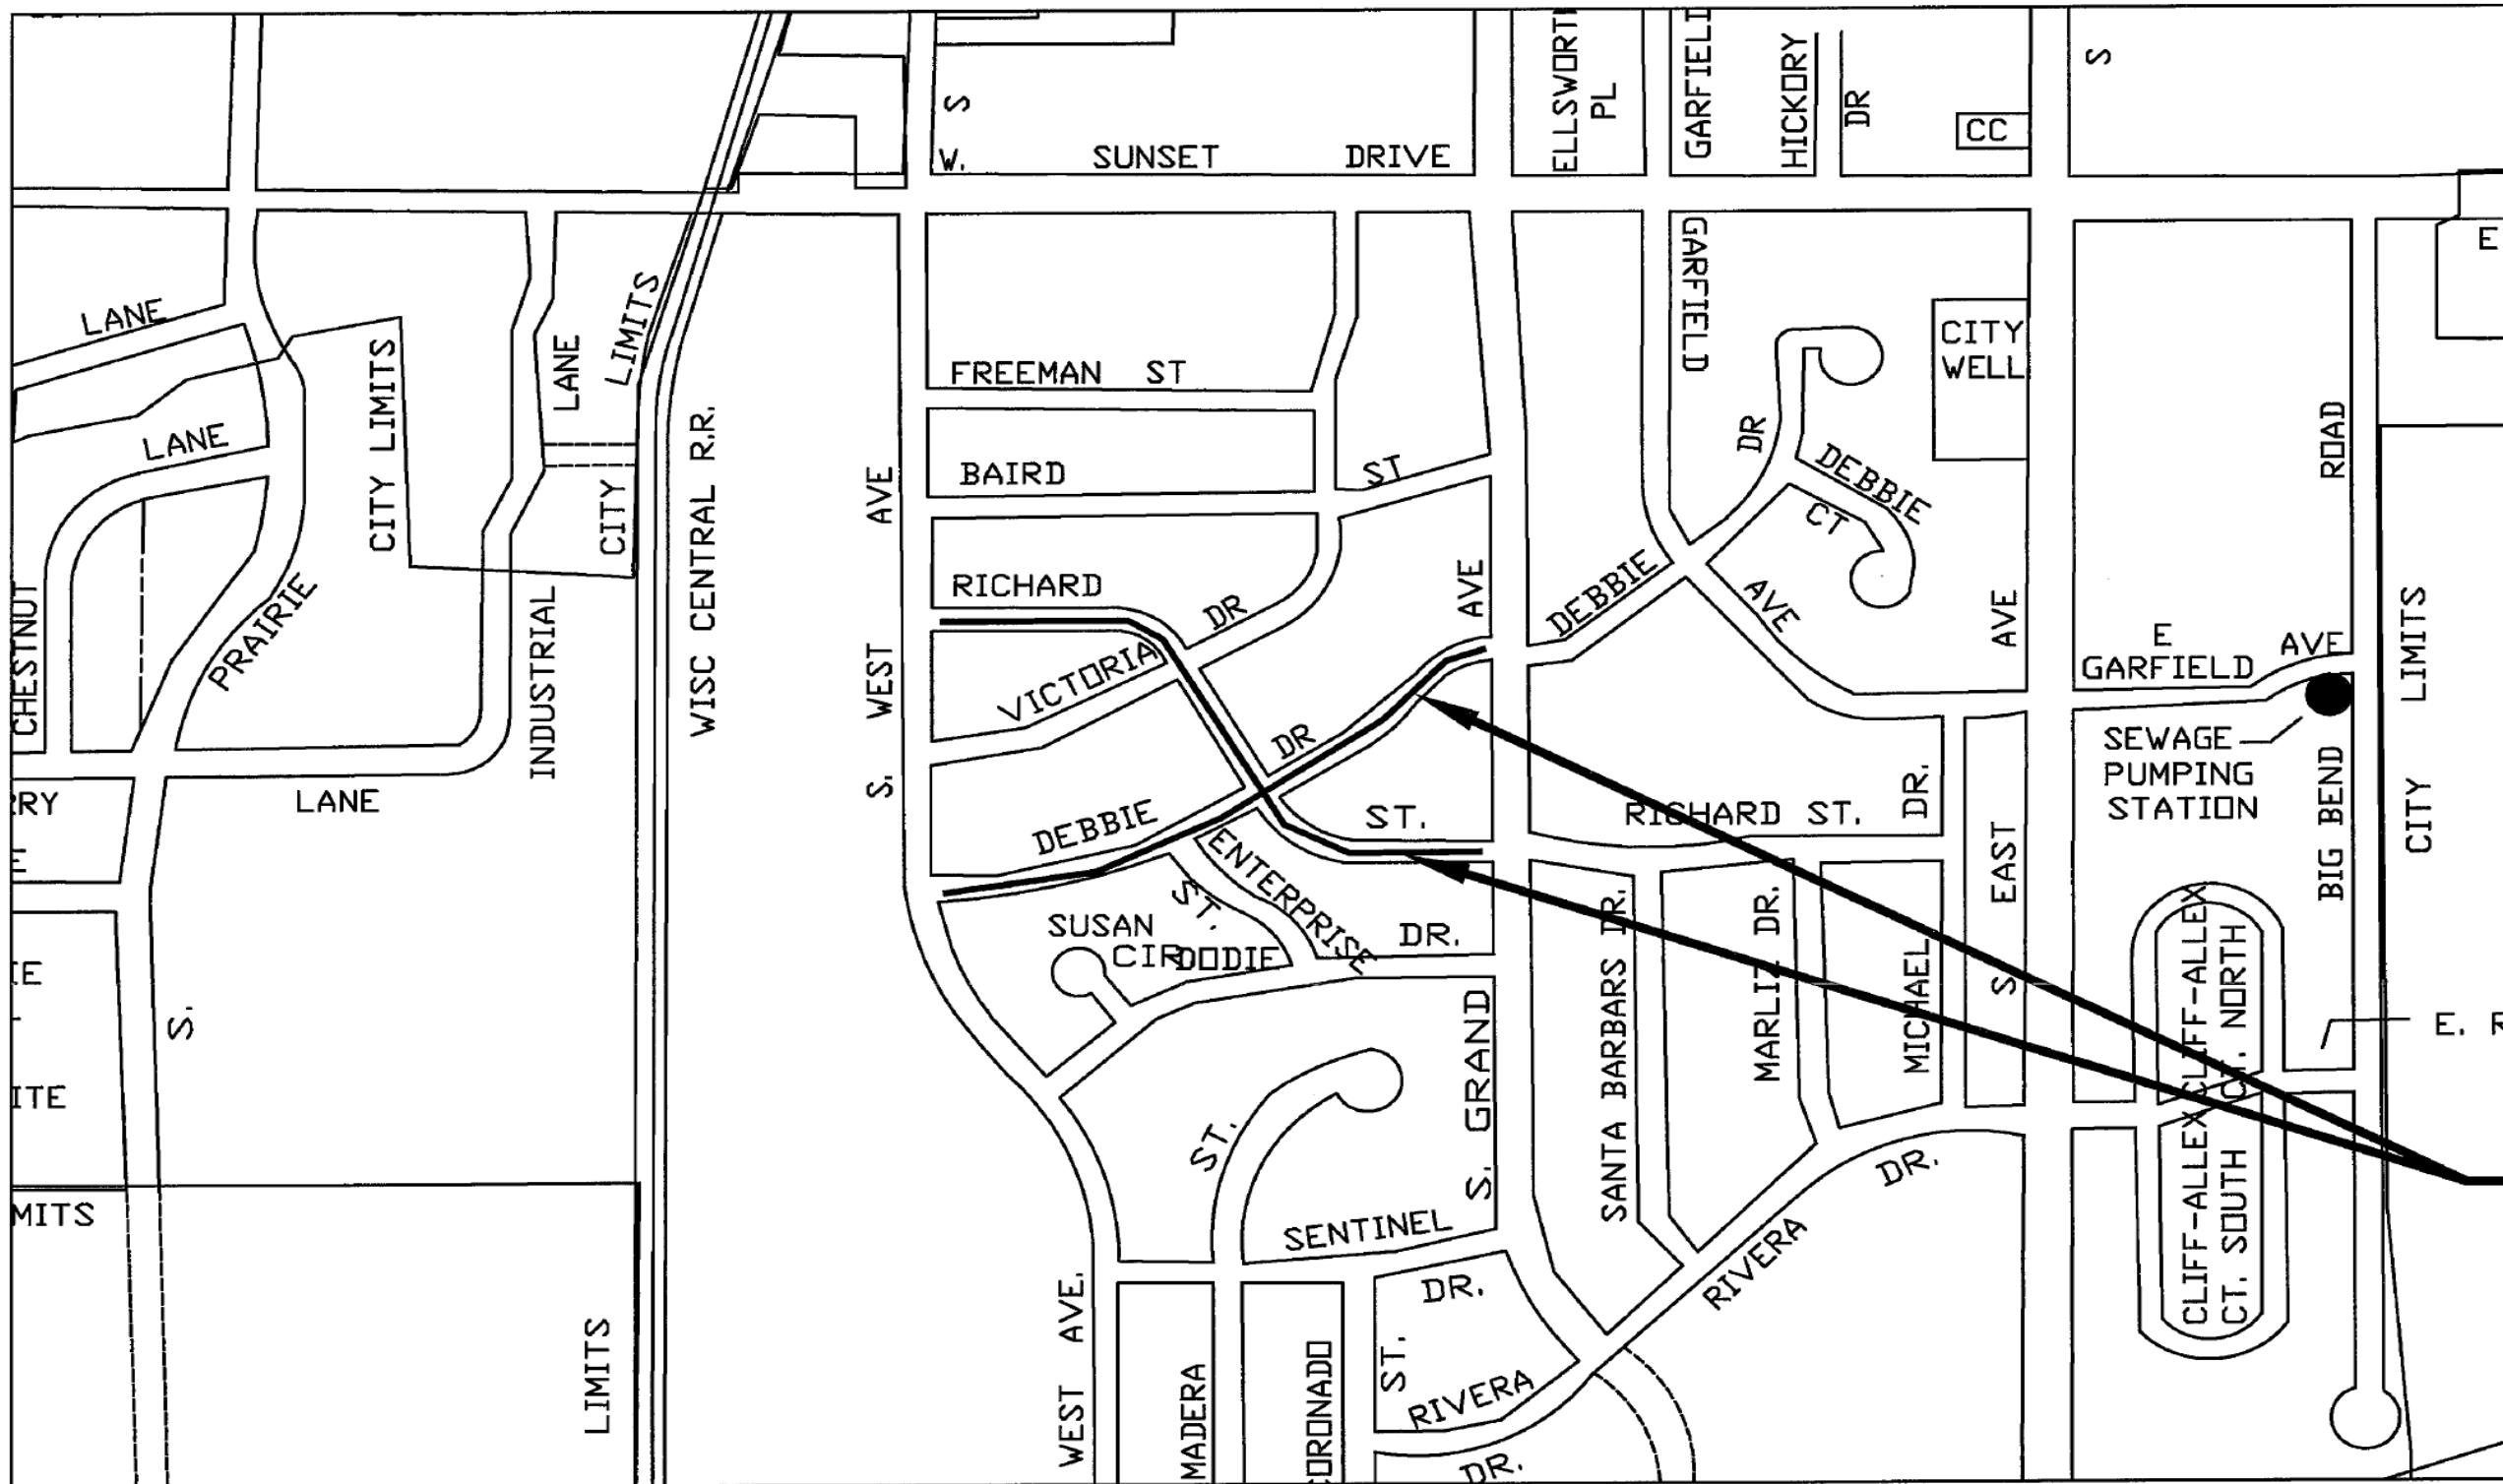 S
ELLSWORT
PL
GARFIELD
HICKORY
DR
CC
S
W. SUNSET DRIVE
E
LANE
LIMITS
GARFIELD
CITY
WELL
LANE
CITY LIMITS
FREEMAN ST
LANE
WISC CENTRAL R.R.
CITY
S. WEST AVE
BAIRD ST
DR
DEBBIE
CT
ROAD
RICHARD
DR
AVE
DEBBIE
AVE
AVE
CHESTNUT
PRAIRIE
INDUSTRIAL
VICTORIA
E
GARFIELD AVE
LIMITS
DR
SEWAGE
PUMPING
STATION
BIG BEND
CITY
RRY
LANE
DEBBIE
ST.
RICHARD ST.
DR.
E
ENTERPRISE
ST.
EAST
S
SUSAN
CIR
DODIE
DR.
SANTA BARBARS DR.
MARLIT DR.
MICHAEL
CLIFF-ALLEX
CT. NORTH
IE
S.
E. R
ITE
S. GRAND
ST.
DR.
CLIFF-ALLEX
CT. SOUTH
MITS
SENTINEL
DR.
RIVERA
LIMITS
WEST AVE.
MADERA
CORONADO
ST.
RIVERA
DR.